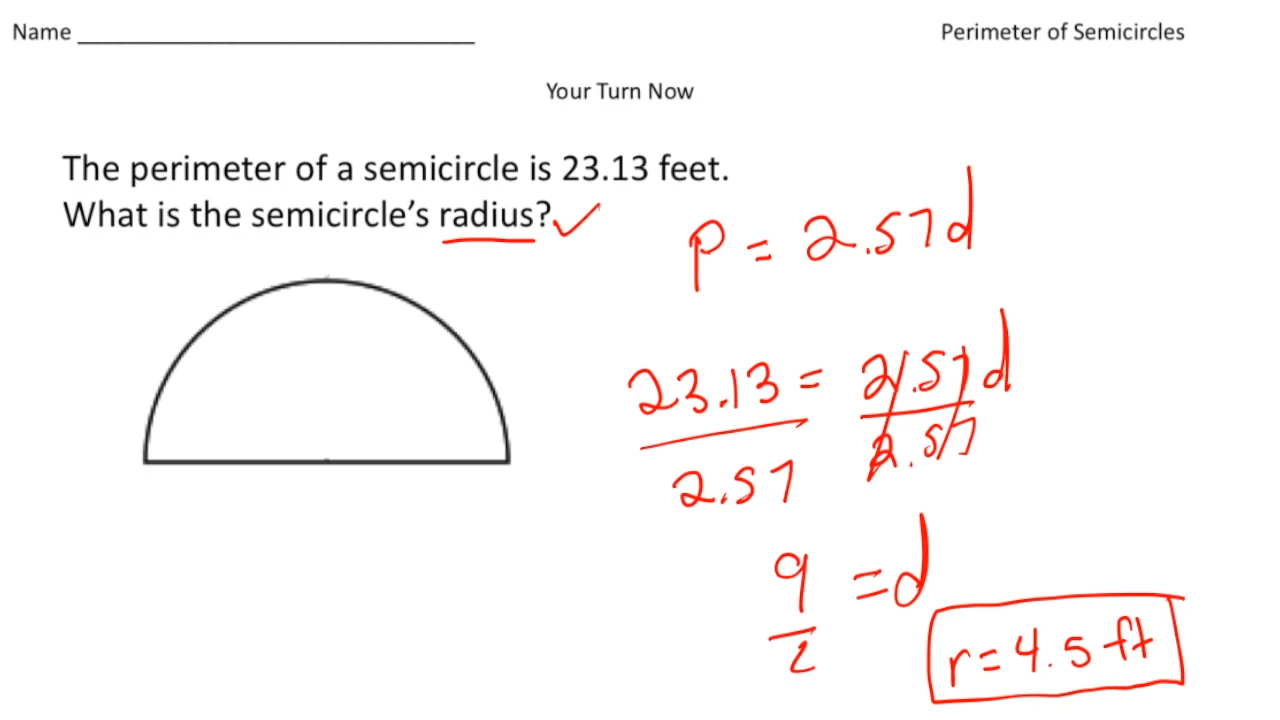 Name ________________________________
Perimeter of Semicircles
Your Turn Now
The perimeter of a semicircle is 23.13 feet.
What is the semicircle's radius? ✓
P = 2.57d
23.13 = 2.57d
2.57 2.57
9 = d
2
r = 4.5 ft